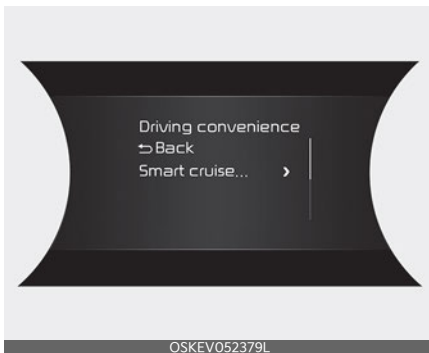 Driving convenience
⮌ Back
Smart cruise... ›
OSKEV052379L